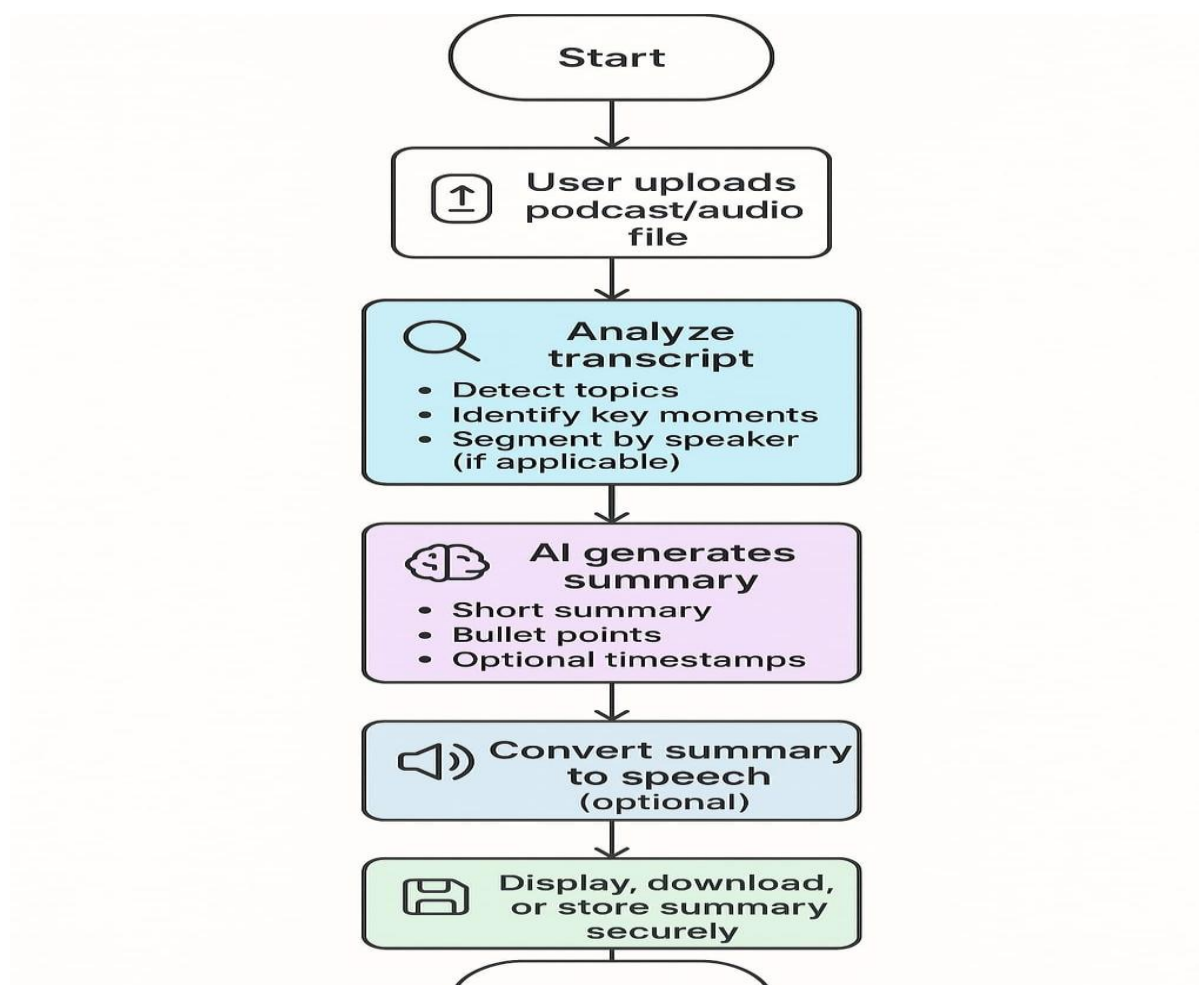 Start
User uploads
podcast/audio
file
Analyze
transcript
• Detect topics
• Identify key moments
• Segment by speaker
(if applicable)
AI generates
summary
• Short summary
• Bullet points
• Optional timestamps
Convert summary
to speech
(optional)
Display, download,
or store summary
securely